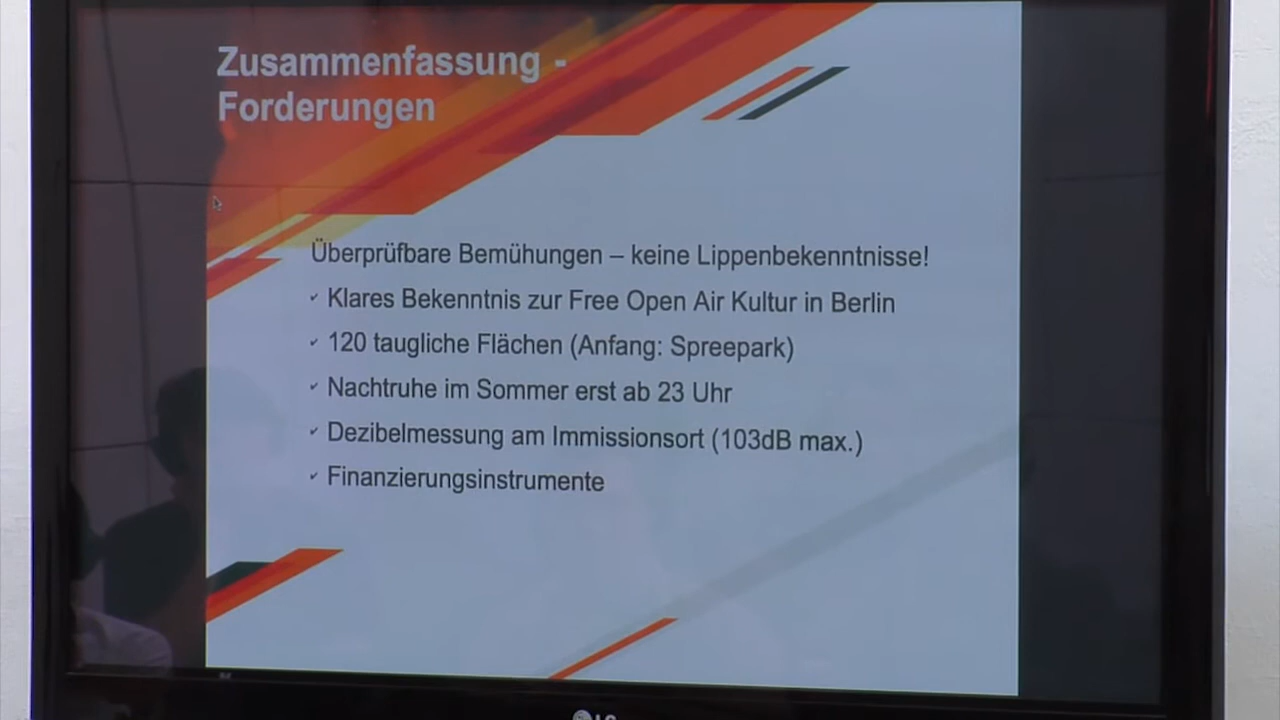 Zusammenfassung -
Forderungen
Überprüfbare Bemühungen – keine Lippenbekenntnisse!
✓ Klares Bekenntnis zur Free Open Air Kultur in Berlin
✓ 120 taugliche Flächen (Anfang: Spreepark)
✓ Nachtruhe im Sommer erst ab 23 Uhr
✓ Dezibelmessung am Immissionsort (103dB max.)
✓ Finanzierungsinstrumente
LG